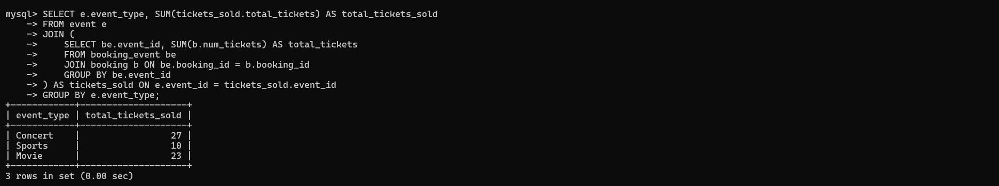 mysql> SELECT e.event_type, SUM(tickets_sold.total_tickets) AS total_tickets_sold
    -> FROM event e
    -> JOIN (
    ->     SELECT be.event_id, SUM(b.num_tickets) AS total_tickets
    ->     FROM booking_event be
    ->     JOIN booking b ON be.booking_id = b.booking_id
    ->     GROUP BY be.event_id
    -> ) AS tickets_sold ON e.event_id = tickets_sold.event_id
    -> GROUP BY e.event_type;
+------------+--------------------+
| event_type | total_tickets_sold |
+------------+--------------------+
| Concert    |                 27 |
| Sports     |                 10 |
| Movie      |                 23 |
+------------+--------------------+
3 rows in set (0.00 sec)